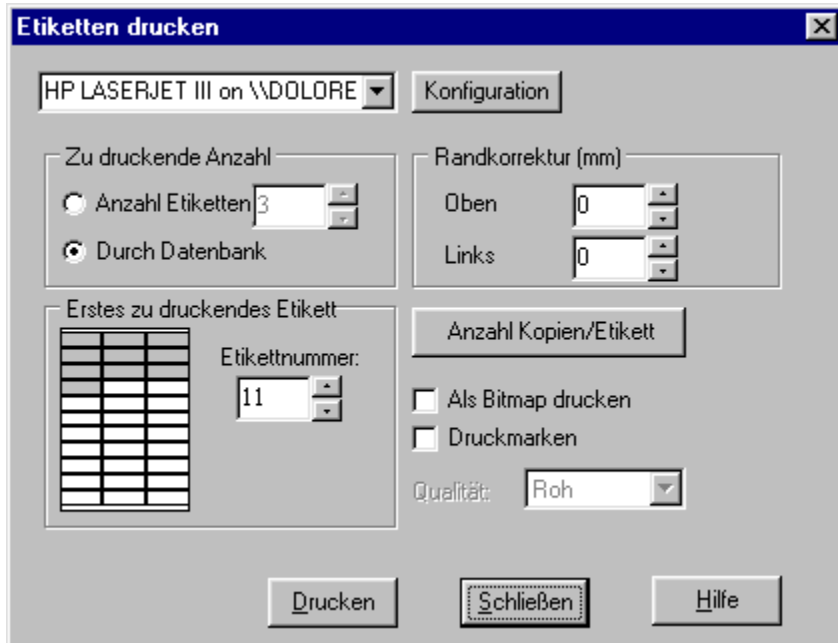 Etiketten drucken
HP LASERJET III on \\DOLORE
Konfiguration
Zu druckende Anzahl
Anzahl Etiketten 3
Durch Datenbank
Randkorrektur (mm)
Oben 0
Links 0
Erstes zu druckendes Etikett
Etikettnummer:
11
Anzahl Kopien/Etikett
Als Bitmap drucken
Druckmarken
Qualität: Roh
Drucken
Schließen
Hilfe